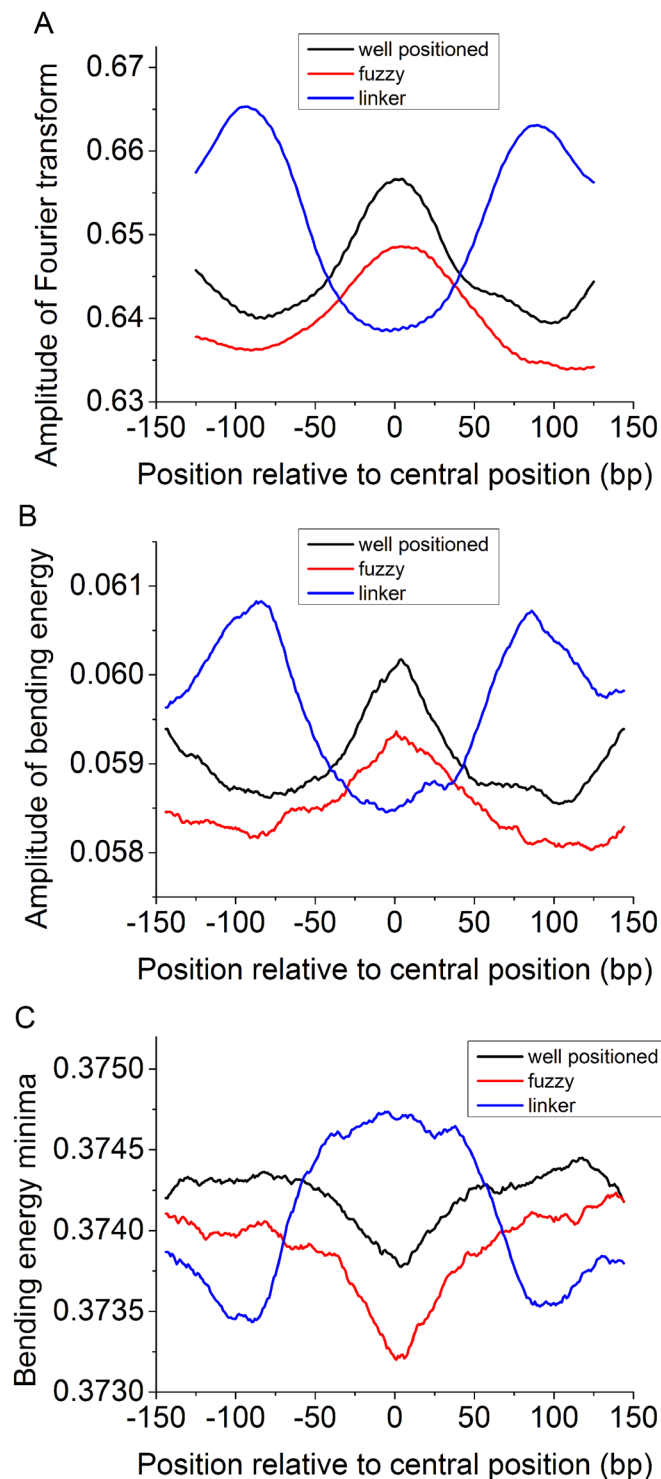 A
Amplitude of Fourier transform
0.67
0.66
0.65
0.64
0.63
well positioned
fuzzy
linker
-150 -100 -50 0 50 100 150
Position relative to central position (bp)
B
Amplitude of bending energy
0.061
0.060
0.059
0.058
well positioned
fuzzy
linker
-150 -100 -50 0 50 100 150
Position relative to central position (bp)
C
Bending energy minima
0.3750
0.3745
0.3740
0.3735
0.3730
well positioned
fuzzy
linker
-150 -100 -50 0 50 100 150
Position relative to central position (bp)